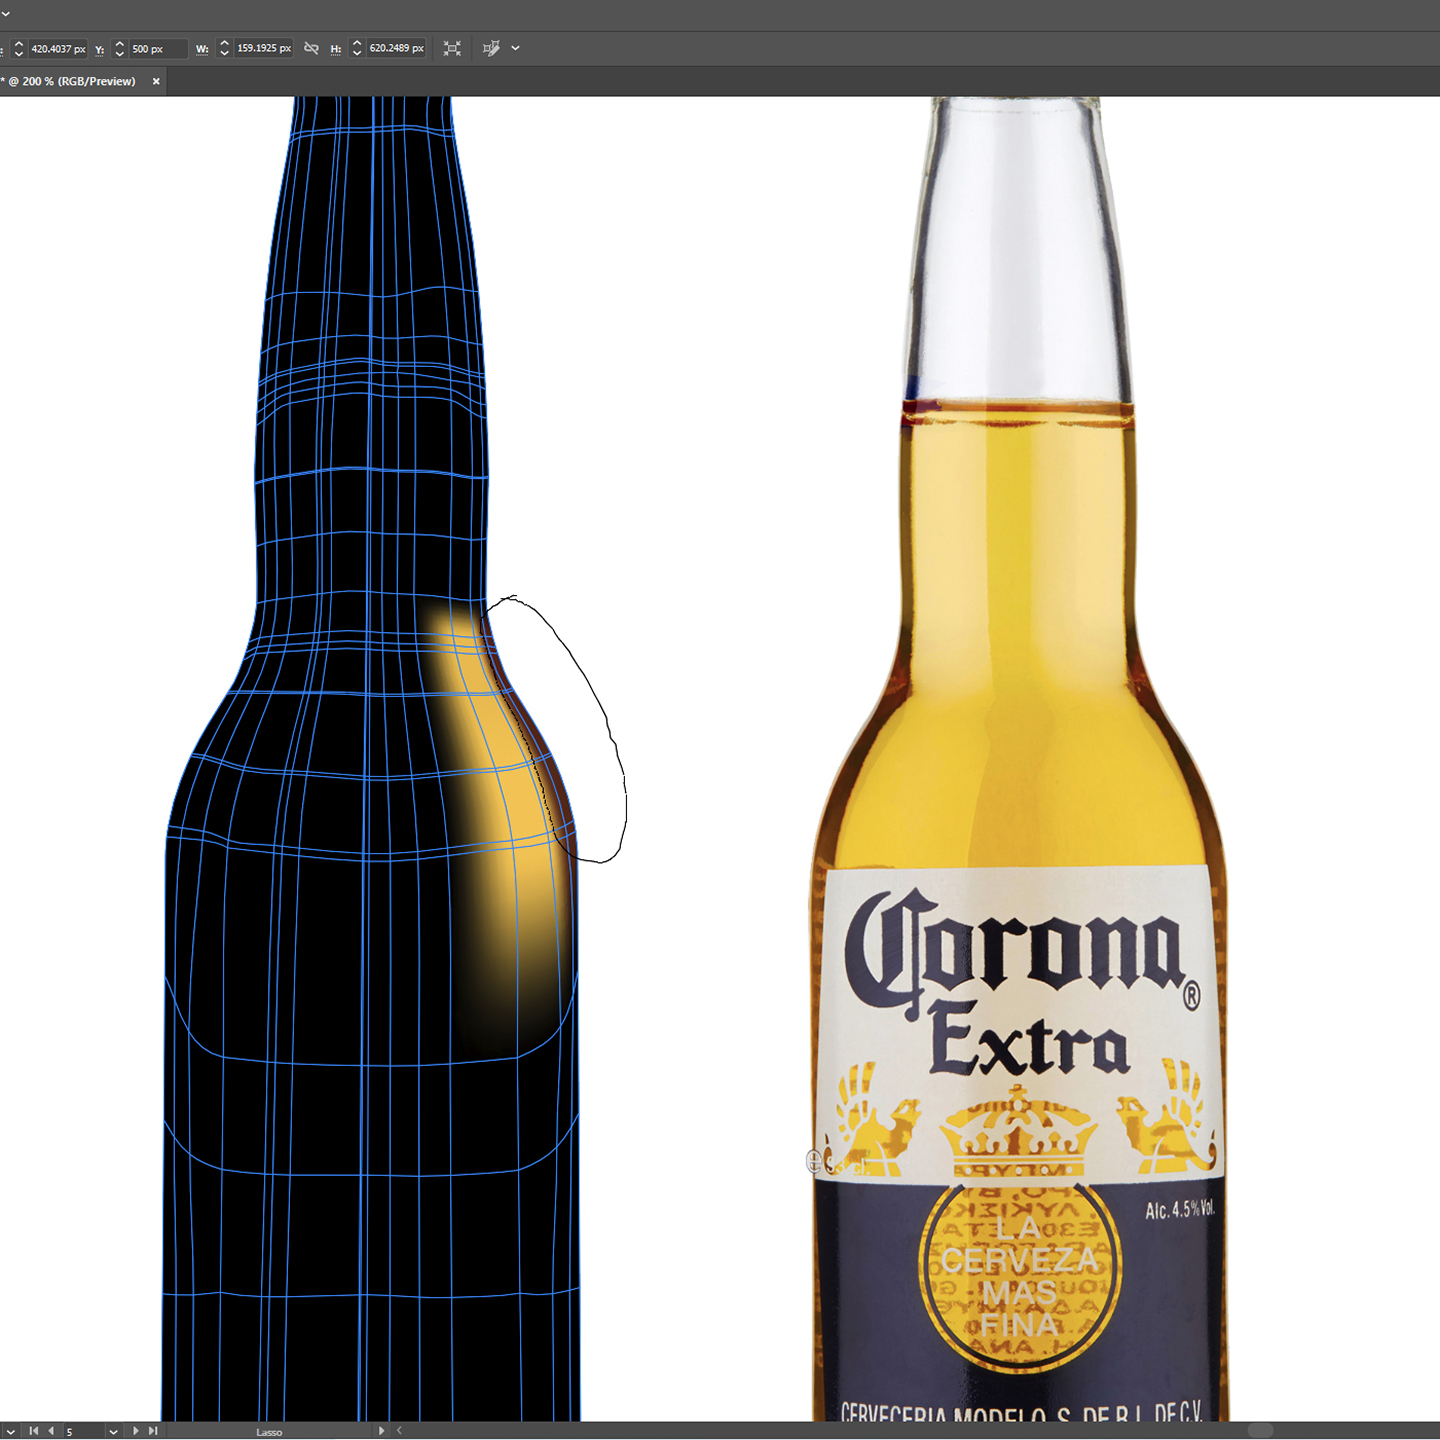 420.4037 px Y: 500 px W: 159.1925 px H: 620.2489 px
* @ 200 % (RGB/Preview) ×
Corona
®
Extra
Alc. 4.5% Vol.
LA
CERVEZA
MAS
FINA
CERVECERIA MODELO, S. DE R.L. DE C.V.
5 Lasso